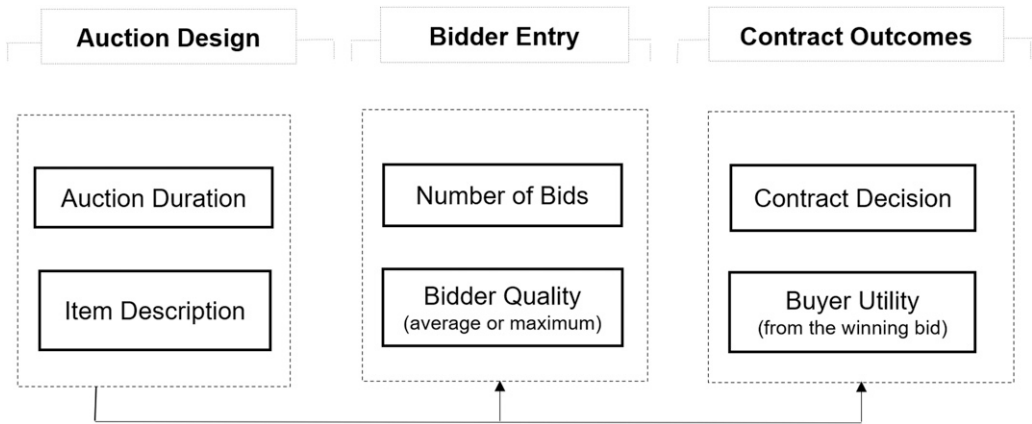 Auction Design
Bidder Entry
Contract Outcomes
Auction Duration
Item Description
Number of Bids
Bidder Quality
(average or maximum)
Contract Decision
Buyer Utility
(from the winning bid)